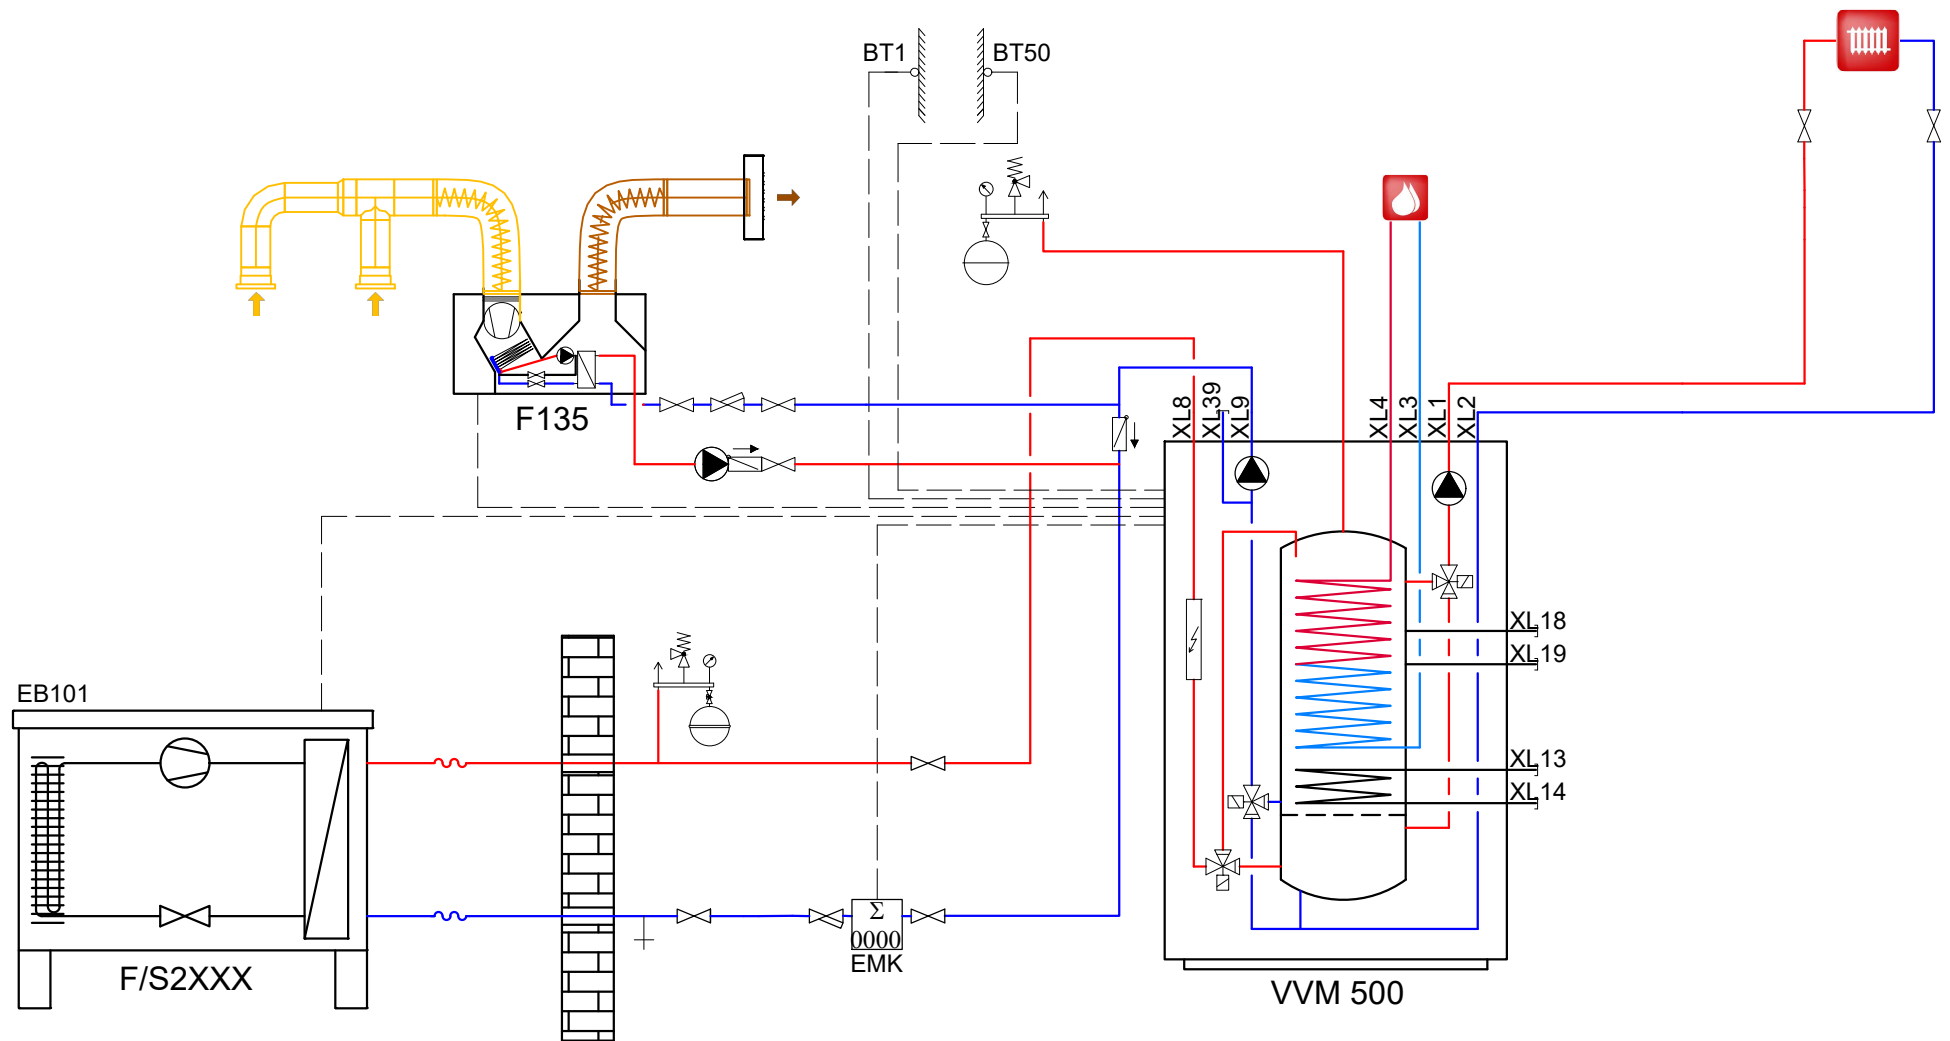 BT1
BT50
F135
XL8
XL39
XL9
XL4
XL3
XL1
XL2
XL18
XL19
EB101
XL13
XL14
Σ
0000
EMK
F/S2XXX
VVM 500